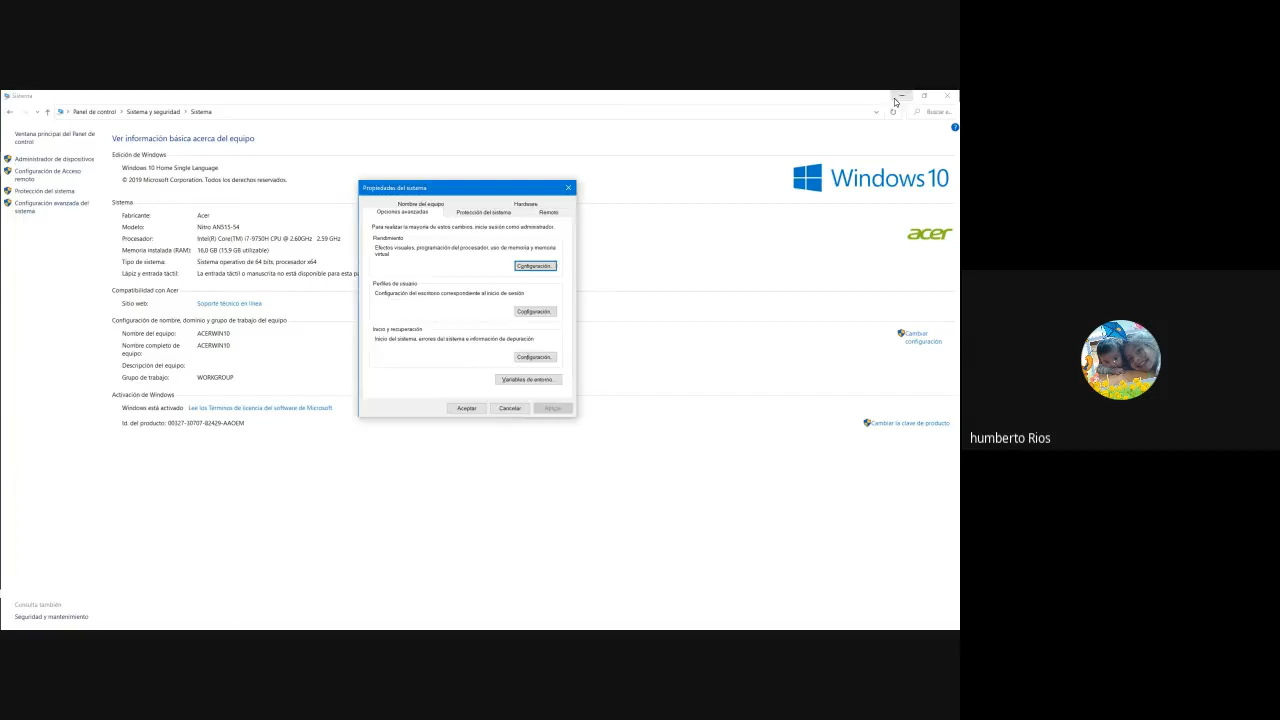 Sistema
Panel de control > Sistema y seguridad > Sistema
Buscar e...
Ventana principal del Panel de
control
Administrador de dispositivos
Configuración de Acceso
remoto
Protección del sistema
Configuración avanzada del
sistema
Ver información básica acerca del equipo
Edición de Windows
Windows 10 Home Single Language
© 2019 Microsoft Corporation. Todos los derechos reservados.
Windows 10
Sistema
Fabricante: Acer
Modelo: Nitro AN515-54
Procesador: Intel(R) Core(TM) i7-9750H CPU @ 2.60GHz 2.59 GHz
Memoria instalada (RAM): 16,0 GB (15,9 GB utilizable)
Tipo de sistema: Sistema operativo de 64 bits, procesador x64
Lápiz y entrada táctil: La entrada táctil o manuscrita no está disponible para esta pa
acer
Compatibilidad con Acer
Sitio web: Soporte técnico en línea
Configuración de nombre, dominio y grupo de trabajo del equipo
Nombre del equipo: ACERWIN10
Nombre completo de ACERWIN10
equipo:
Descripción del equipo:
Grupo de trabajo: WORKGROUP
Cambiar
configuración
Activación de Windows
Windows está activado Lee los Términos de licencia del software de Microsoft
Id. del producto: 00327-30707-82429-AAOEM
Cambiar la clave de producto
Propiedades del sistema
Nombre del equipo Hardware
Opciones avanzadas Protección del sistema Remoto
Para realizar la mayoría de estos cambios, inicie sesión como administrador.
Rendimiento
Efectos visuales, programación del procesador, uso de memoria y memoria
virtual
Configuración...
Perfiles de usuario
Configuración del escritorio correspondiente al inicio de sesión
Configuración...
Inicio y recuperación
Inicio del sistema, errores del sistema e información de depuración
Configuración...
Variables de entorno...
Aceptar Cancelar Aplicar
Consulta también
Seguridad y mantenimiento
humberto Rios